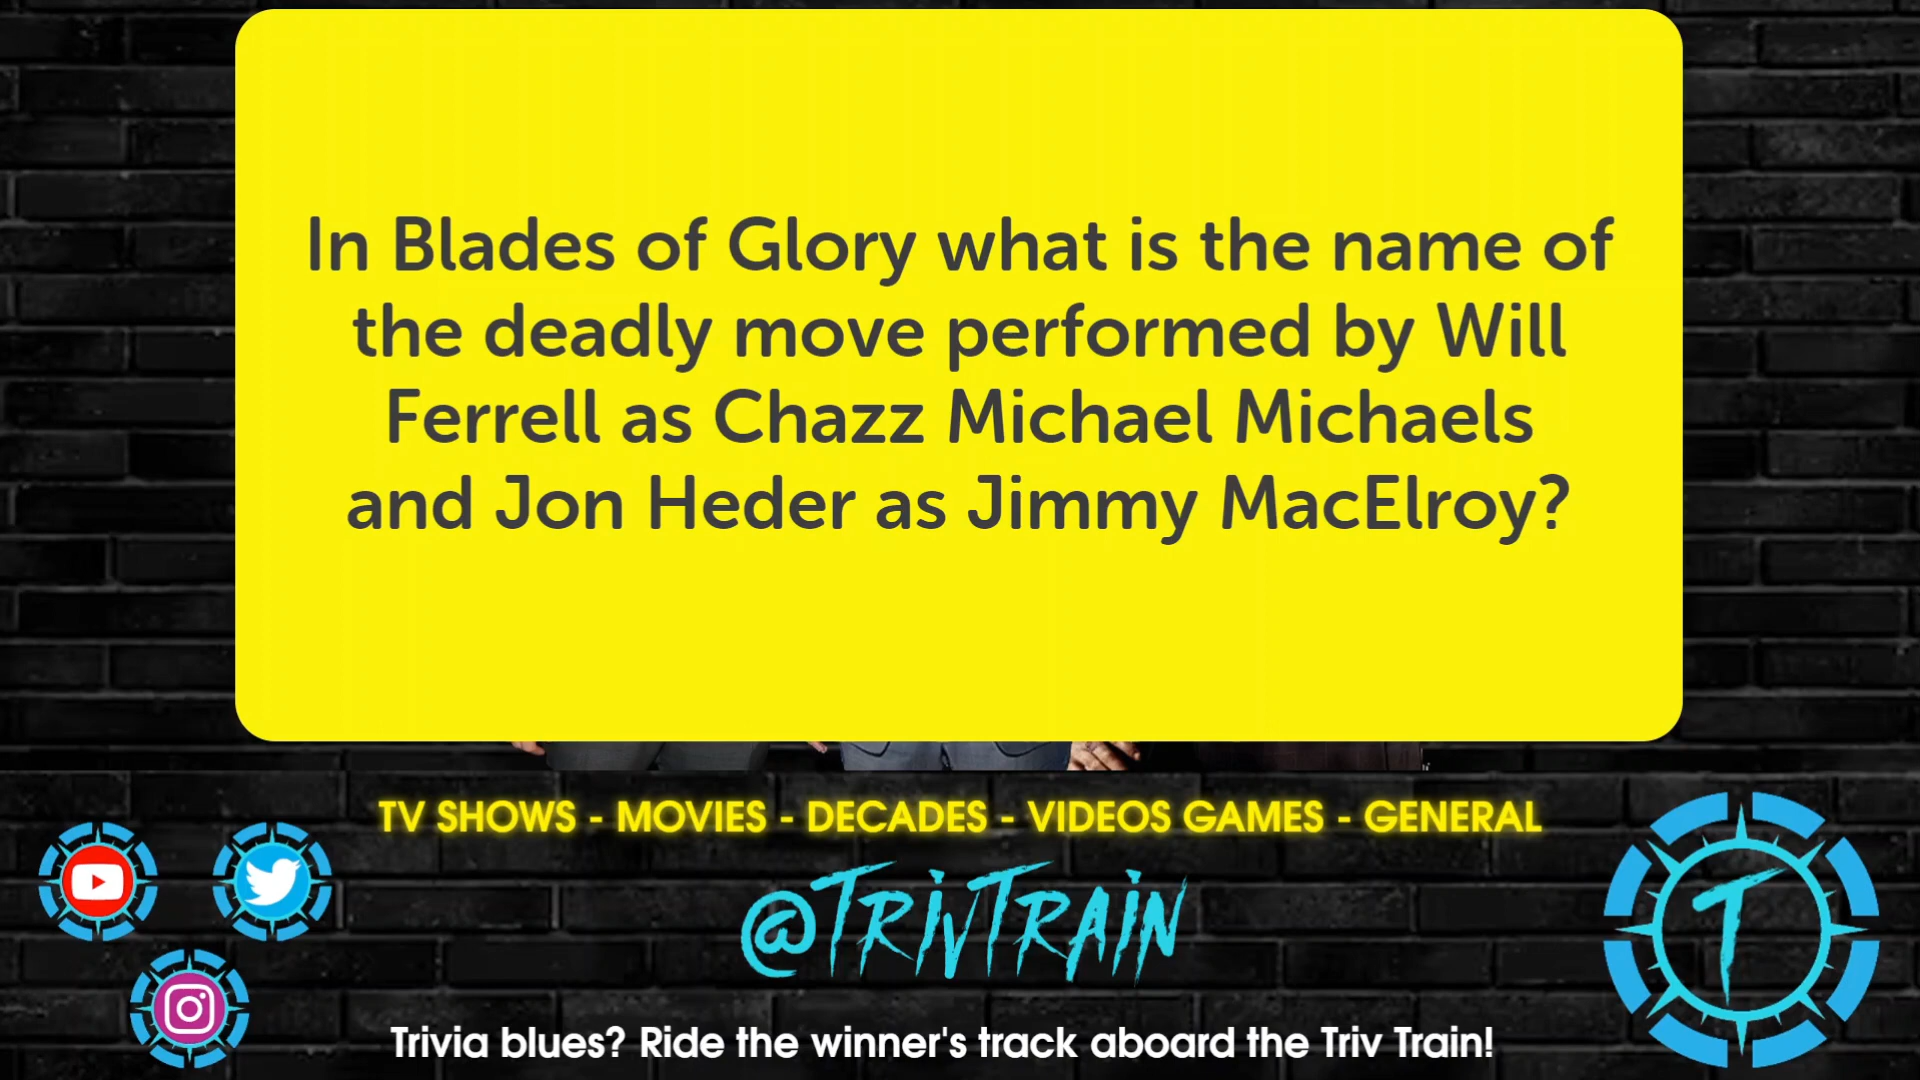 In Blades of Glory what is the name of
the deadly move performed by Will
Ferrell as Chazz Michael Michaels
and Jon Heder as Jimmy MacElroy?
TV SHOWS - MOVIES - DECADES - VIDEOS GAMES - GENERAL
@TRIVTRAIN
T
Trivia blues? Ride the winner's track aboard the Triv Train!